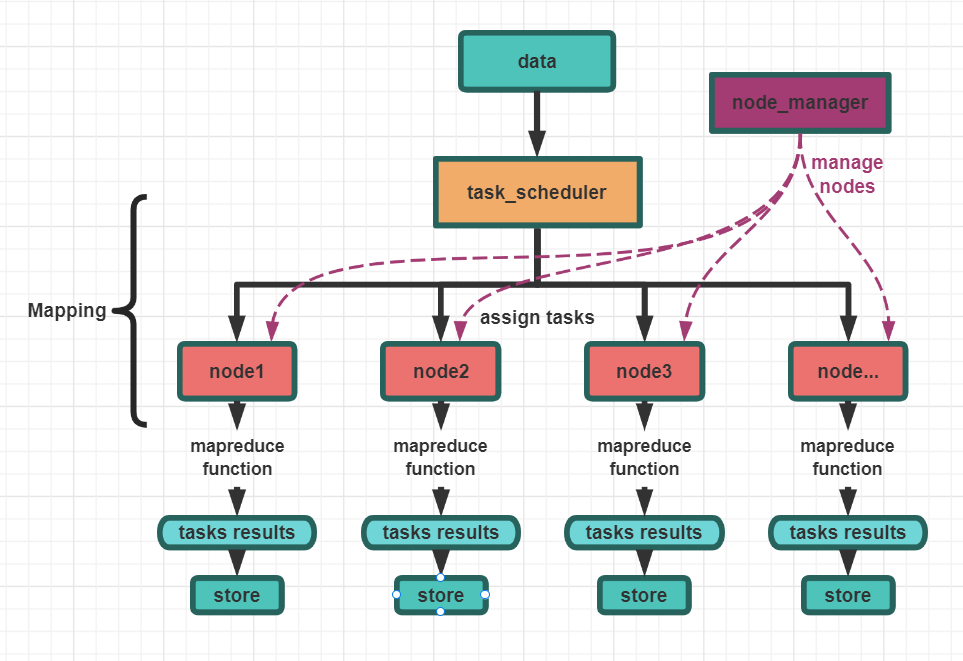 data
node_manager
manage
nodes
task_scheduler
Mapping
assign tasks
node1
node2
node3
node...
mapreduce
function
mapreduce
function
mapreduce
function
mapreduce
function
tasks results
tasks results
tasks results
tasks results
store
store
store
store